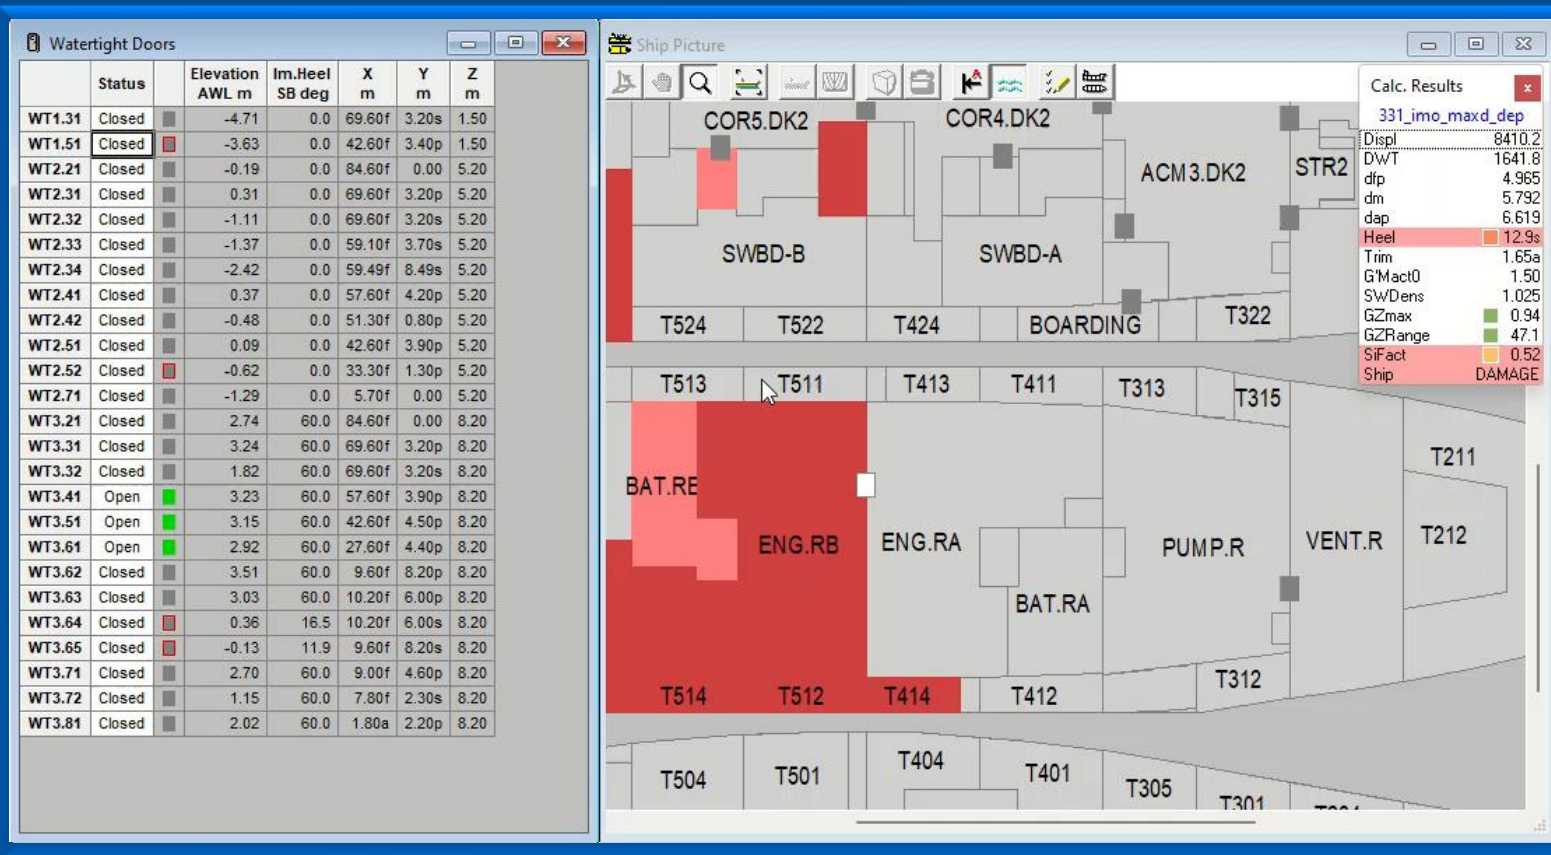 Watertight Doors
Status Elevation AWL m Im.Heel SB deg X m Y m Z m
WT1.31 Closed -4.71 0.0 69.60f 3.20s 1.50
WT1.51 Closed -3.63 0.0 42.60f 3.40p 1.50
WT2.21 Closed -0.19 0.0 84.60f 0.00 5.20
WT2.31 Closed 0.31 0.0 69.60f 3.20p 5.20
WT2.32 Closed -1.11 0.0 69.60f 3.20s 5.20
WT2.33 Closed -1.37 0.0 59.10f 3.70s 5.20
WT2.34 Closed -2.42 0.0 59.49f 8.49s 5.20
WT2.41 Closed 0.37 0.0 57.60f 4.20p 5.20
WT2.42 Closed -0.48 0.0 51.30f 0.80p 5.20
WT2.51 Closed 0.09 0.0 42.60f 3.90p 5.20
WT2.52 Closed -0.62 0.0 33.30f 1.30p 5.20
WT2.71 Closed -1.29 0.0 5.70f 0.00 5.20
WT3.21 Closed 2.74 60.0 84.60f 0.00 8.20
WT3.31 Closed 3.24 60.0 69.60f 3.20p 8.20
WT3.32 Closed 1.82 60.0 69.60f 3.20s 8.20
WT3.41 Open 3.23 60.0 57.60f 3.90p 8.20
WT3.51 Open 3.15 60.0 42.60f 4.50p 8.20
WT3.61 Open 2.92 60.0 27.60f 4.40p 8.20
WT3.62 Closed 3.51 60.0 9.60f 8.20p 8.20
WT3.63 Closed 3.03 60.0 10.20f 6.00p 8.20
WT3.64 Closed 0.36 16.5 10.20f 6.00s 8.20
WT3.65 Closed -0.13 11.9 9.60f 8.20s 8.20
WT3.71 Closed 2.70 60.0 9.00f 4.60p 8.20
WT3.72 Closed 1.15 60.0 7.80f 2.30s 8.20
WT3.81 Closed 2.02 60.0 1.80a 2.20p 8.20
Ship Picture
COR5.DK2 COR4.DK2
ACM3.DK2 STR2
SWBD-B SWBD-A
T524 T522 T424 BOARDING T322
T513 T511 T413 T411 T313 T315
T211
BAT.RE
ENG.RB ENG.RA PUMP.R VENT.R T212
BAT.RA
T514 T512 T414 T412 T312
T504 T501 T404 T401 T305 T301
Calc. Results
331_imo_maxd_dep
Displ 8410.2
DWT 1641.8
dfp 4.965
dm 5.792
dap 6.619
Heel 12.9s
Trim 1.65a
G'Mact0 1.50
SWDens 1.025
GZmax 0.94
GZRange 47.1
SiFact 0.52
Ship DAMAGE